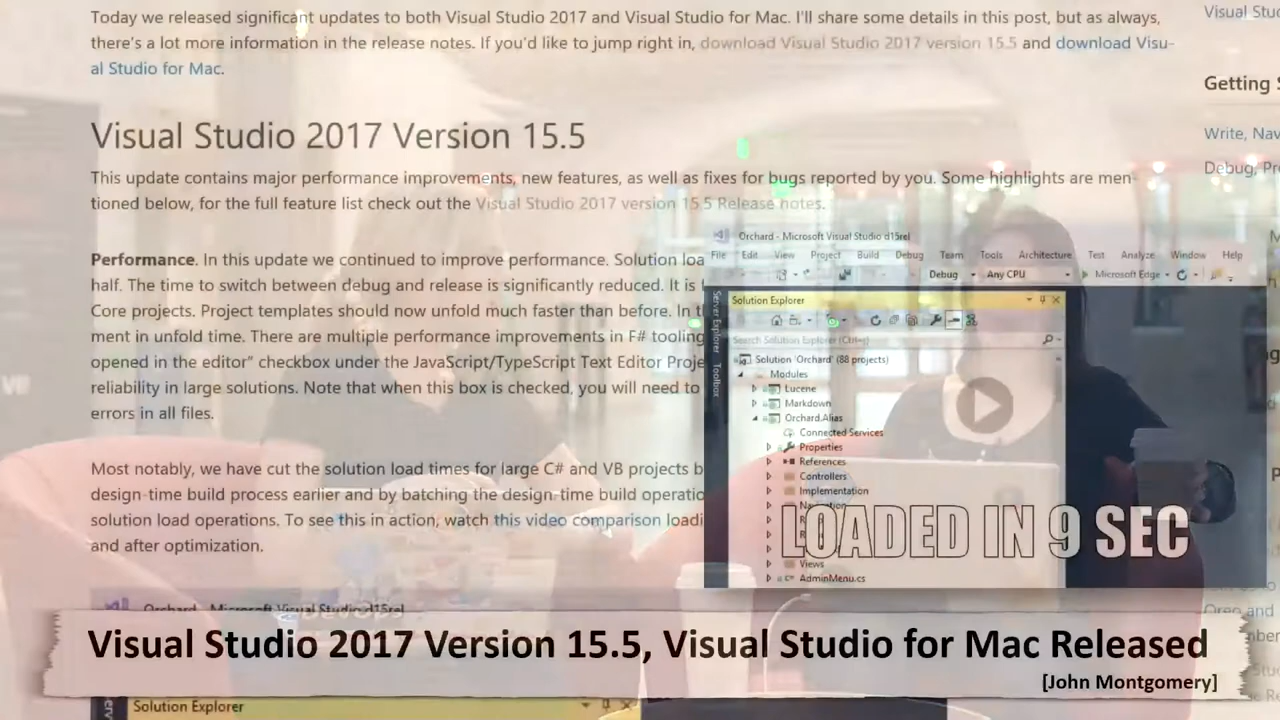 Today we released significant updates to both Visual Studio 2017 and Visual Studio for Mac. I'll share some details in this post, but as always,
there's a lot more information in the release notes. If you'd like to jump right in, download Visual Studio 2017 version 15.5 and download Visu-
al Studio for Mac.
Visual Stu
Getting S
Write, Nav
Debug, Pro
Visual Studio 2017 Version 15.5
This update contains major performance improvements, new features, as well as fixes for bugs reported by you. Some highlights are men-
tioned below, for the full feature list check out the Visual Studio 2017 version 15.5 Release notes.
Performance. In this update we continued to improve performance. Solution loa
half. The time to switch between debug and release is significantly reduced. It is
Core projects. Project templates should now unfold much faster than before. In t
ment in unfold time. There are multiple performance improvements in F# tooling
opened in the editor" checkbox under the JavaScript/TypeScript Text Editor Proje
reliability in large solutions. Note that when this box is checked, you will need to
errors in all files.
Most notably, we have cut the solution load times for large C# and VB projects b
design-time build process earlier and by batching the design-time build operatio
solution load operations. To see this in action, watch this video comparison loadi
and after optimization.
Orchard - Microsoft Visual Studio d15rel
File Edit View Project Build Debug Team Tools Architecture Test Analyze Window Help
Debug Any CPU Microsoft Edge
Server Explorer Toolbox
Solution Explorer
Search Solution Explorer (Ctrl+;)
Solution 'Orchard' (88 projects)
Modules
Lucene
Markdown
Orchard.Alias
Connected Services
Properties
References
Controllers
Implementation
Navigation
Views
AdminMenu.cs
LOADED IN 9 SEC
Orchard - Microsoft Visual Studio d15rel
Visual Studio 2017 Version 15.5, Visual Studio for Mac Released
[John Montgomery]
Solution Explorer